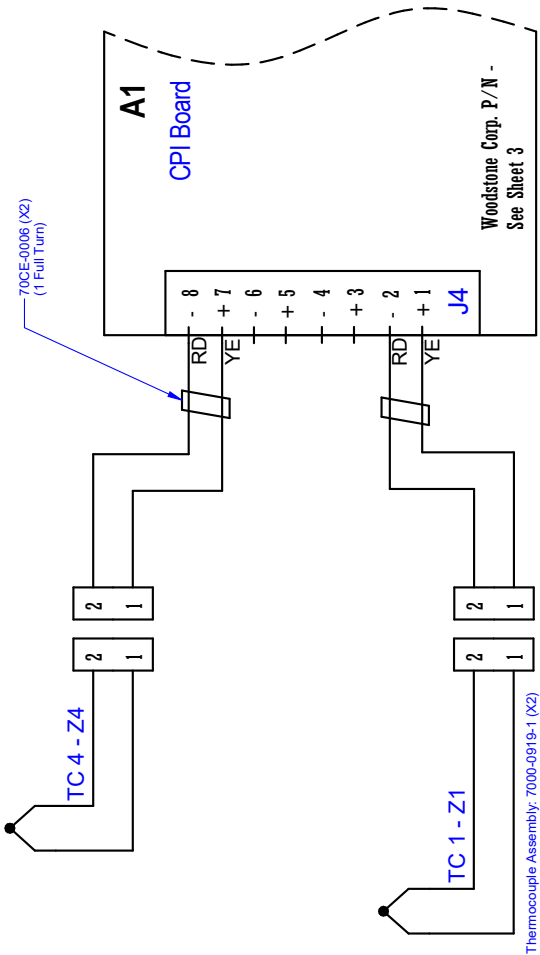 70CE-0006 (X2)
(1 Full Turn)
A1
CPI Board
Woodstone Corp. P/N -
See Sheet 3
J4
- 8
+ 7
- 6
+ 5
- 4
+ 3
- 2
+ 1
RD
YE
RD
YE
2
1
2
1
TC 4 - Z4
2
1
2
1
TC 1 - Z1
Thermocouple Assembly: 7000-0919-1 (X2)